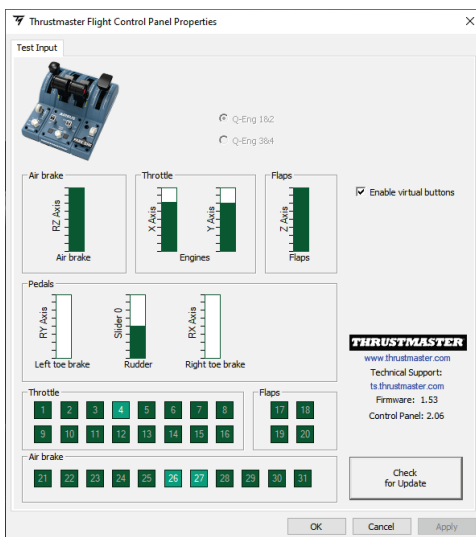 Thrustmaster Flight Control Panel Properties
Test Input
Q-Eng 1&2
Q-Eng 3&4
Air brake
Throttle
Flaps
RZ Axis
X Axis
Y Axis
Z Axis
Enable virtual buttons
Air brake
Engines
Flaps
Pedals
RY Axis
Slider 0
RX Axis
Left toe brake
Rudder
Right toe brake
THRUSTMASTER
www.thrustmaster.com
Technical Support:
ts.thrustmaster.com
Firmware: 1.53
Control Panel: 2.06
Throttle
Flaps
1 2 3 4 5 6 7 8
17 18
9 10 11 12 13 14 15 16
19 20
Air brake
21 22 23 24 25 26 27 28 29 30 31
Check
for Update
OK
Cancel
Apply